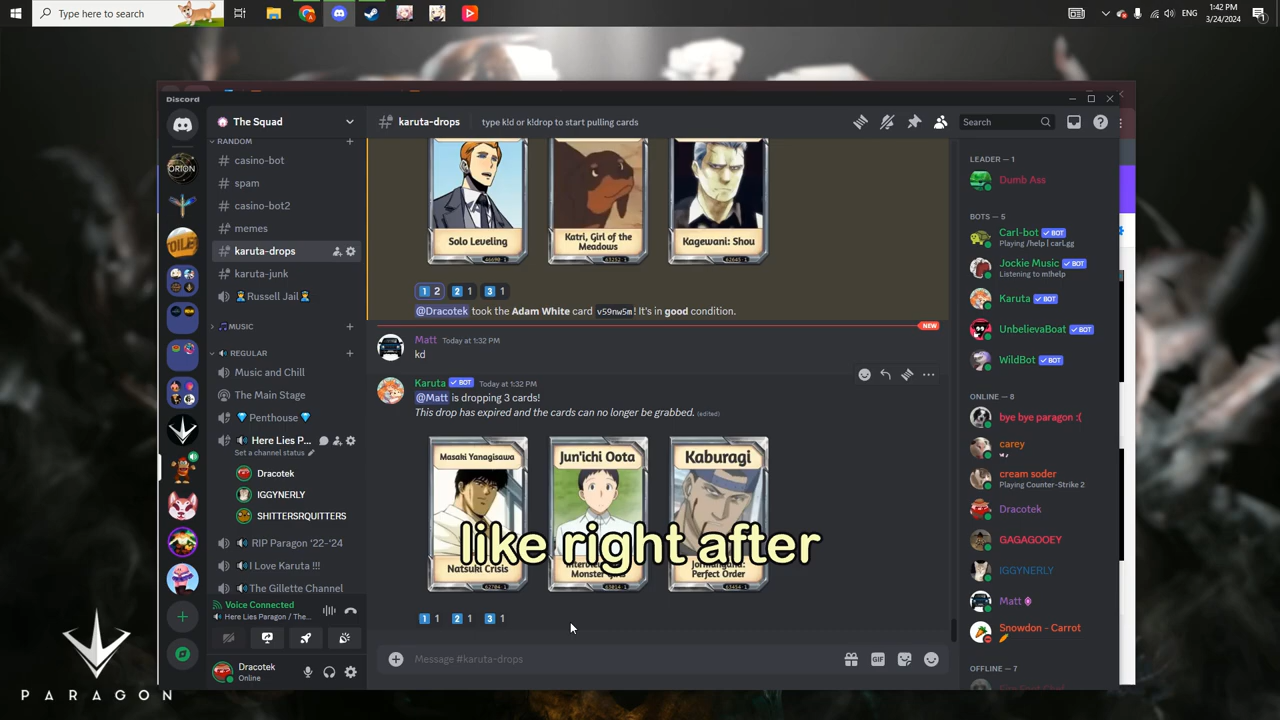 Type here to search
ENG
1:42 PM
3/24/2024
Discord
The Squad
karuta-drops
type k!d or k!drop to start pulling cards
Search
RANDOM
casino-bot
spam
casino-bot2
memes
karuta-drops
karuta-junk
Russell Jail
MUSIC
REGULAR
Music and Chill
The Main Stage
Penthouse
Here Lies P...
Set a channel status
Dracotek
IGGYNERLY
SHITTERSRQUITTERS
RIP Paragon '22-'24
I Love Karuta !!!
The Gillette Channel
Voice Connected
Here Lies Paragon / The...
Dracotek
Online
ORION
Solo Leveling
Katri, Girl of the
Meadows
Kagewani: Shou
1 2
2 1
3 1
@Dracotek took the Adam White card v59nw5m! It's in good condition.
NEW
Matt Today at 1:32 PM
kd
Karuta BOT Today at 1:32 PM
@Matt is dropping 3 cards!
This drop has expired and the cards can no longer be grabbed. (edited)
Masaki Yanagisawa
Jun'ichi Oota
Kaburagi
like right after
Natsuki Crisis
Perfect Order
1 1
2 1
3 1
Message #karuta-drops
GIF
LEADER — 1
Dumb Ass
BOTS — 5
Carl-bot BOT
Playing /help | carl.gg
Jockie Music BOT
Listening to m!help
Karuta BOT
UnbelievaBoat BOT
WildBot BOT
ONLINE — 8
bye bye paragon :(
carey
cream soder
Playing Counter-Strike 2
Dracotek
GAGAGOOEY
IGGYNERLY
Matt
Snowdon - Carrot
OFFLINE — 7
PARAGON